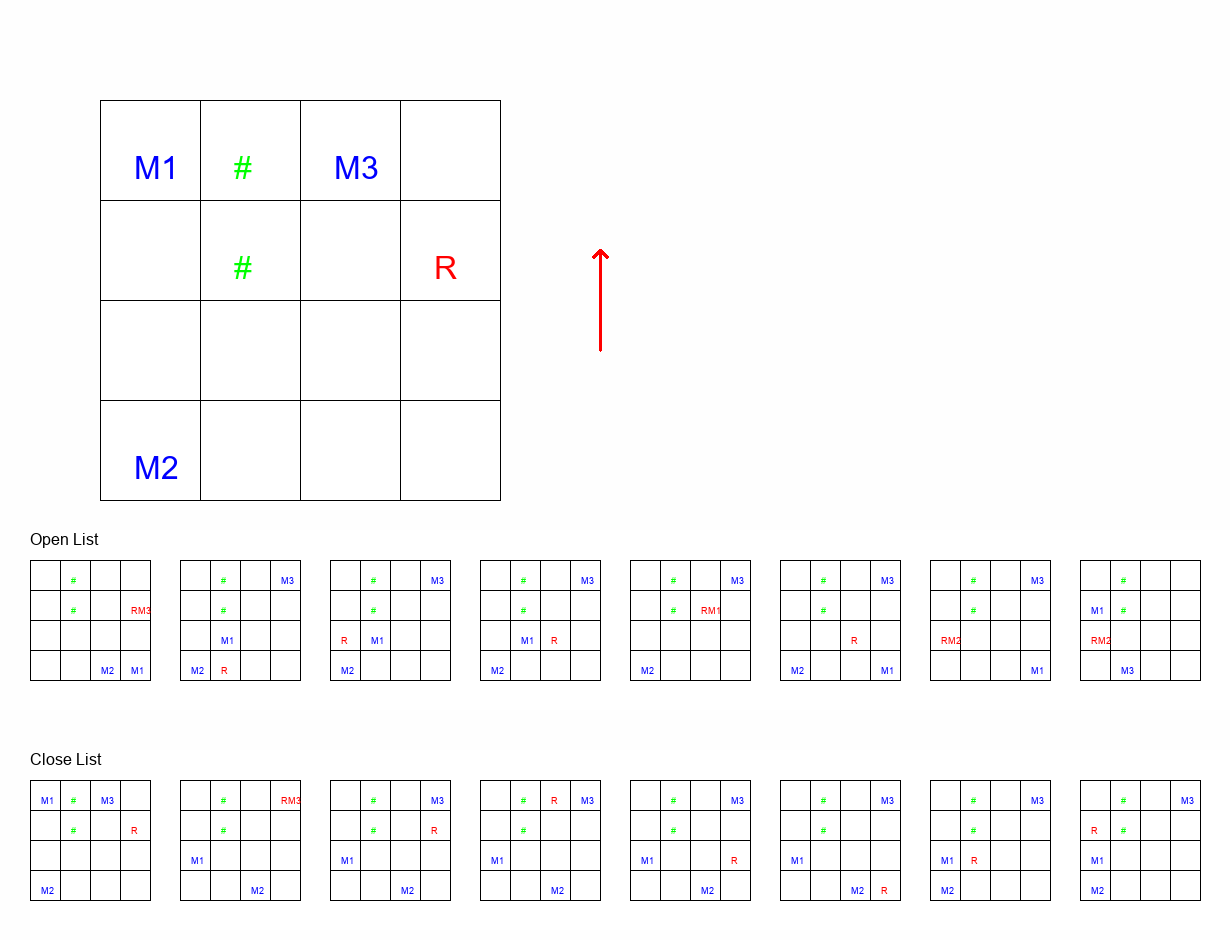 M1 # M3
# R
M2
Open List
# # M3 # M3 # M3 # M3 # M3 # M3 #
# RM3 # # # # RM1 # # M1 #
M1 R M1 M1 R R RM2 RM2
M2 M1 M2 R M2 M2 M2 M2 M1 M1 M3
Close List
M1 # M3 # RM3 # M3 # R M3 # M3 # M3 # M3 # M3
# R # # R # # # # R #
M1 M1 M1 M1 R M1 M1 R M1
M2 M2 M2 M2 M2 M2 R M2 M2